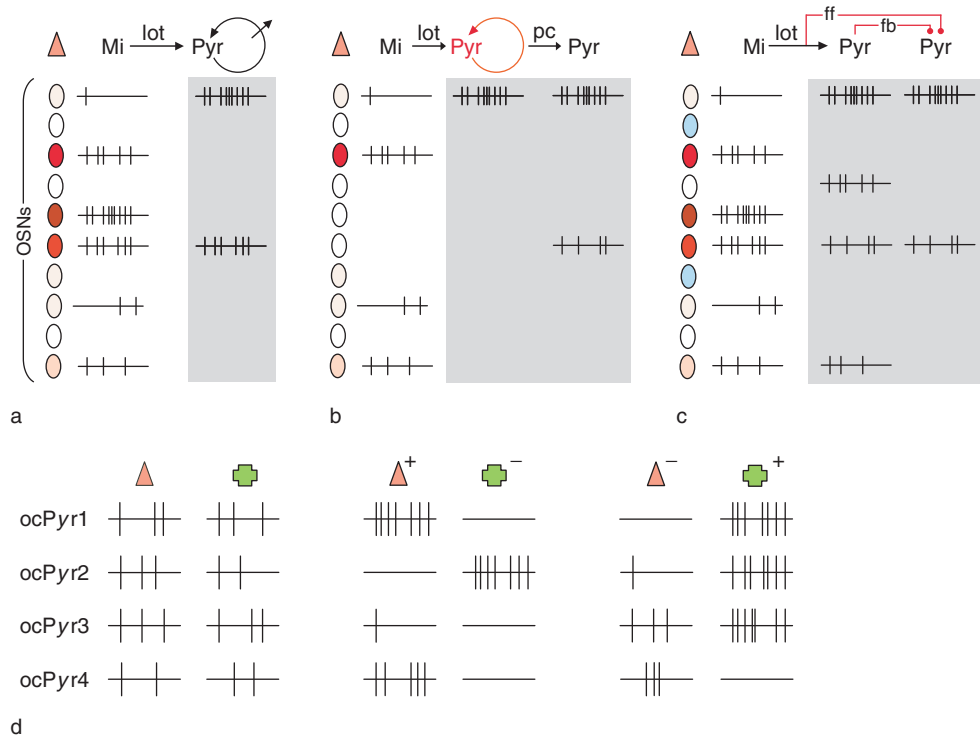 lot
Mi Pyr
OSNs
a
lot pc
Mi Pyr Pyr
b
ff
lot fb
Mi Pyr Pyr
c
+ − − +
ocPyr1
ocPyr2
ocPyr3
ocPyr4
d